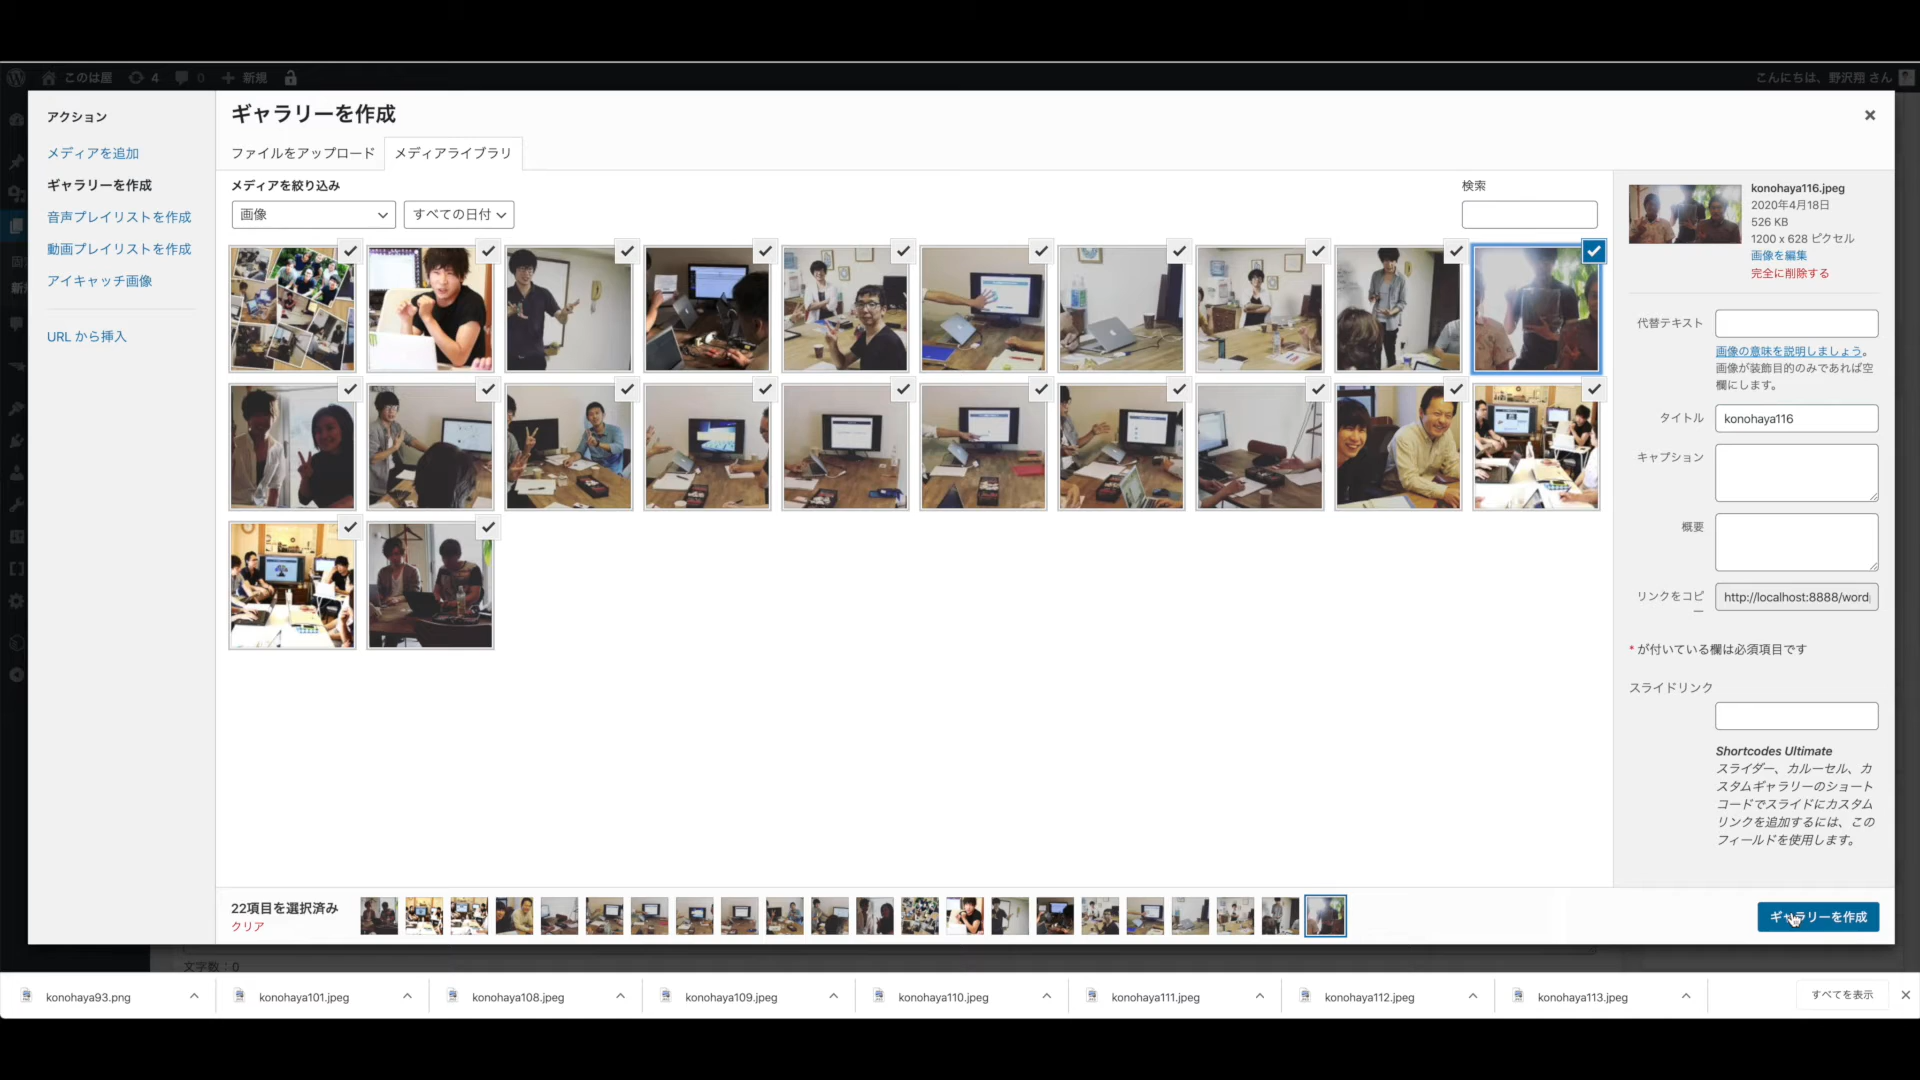 このは屋
4
0
新規
こんにちは、野沢翔 さん
アクション
メディアを追加
ギャラリーを作成
音声プレイリストを作成
動画プレイリストを作成
アイキャッチ画像
URL から挿入
ギャラリーを作成
ファイルをアップロード
メディアライブラリ
メディアを絞り込み
検索
画像
すべての日付
konohaya116.jpeg
2020年4月18日
526 KB
1200 x 628 ピクセル
画像を編集
完全に削除する
代替テキスト
画像の意味を説明しましょう。
画像が装飾目的のみであれば空
欄にします。
タイトル
konohaya116
キャプション
概要
リンクをコピ
ー
http://localhost:8888/word
* が付いている欄は必須項目です
スライドリンク
Shortcodes Ultimate
スライダー、カルーセル、カ
スタムギャラリーのショート
コードでスライドにカスタム
リンクを追加するには、この
フィールドを使用します。
22項目を選択済み
クリア
ギャラリーを作成
文字数：0
konohaya93.png
konohaya101.jpeg
konohaya108.jpeg
konohaya109.jpeg
konohaya110.jpeg
konohaya111.jpeg
konohaya112.jpeg
konohaya113.jpeg
すべてを表示